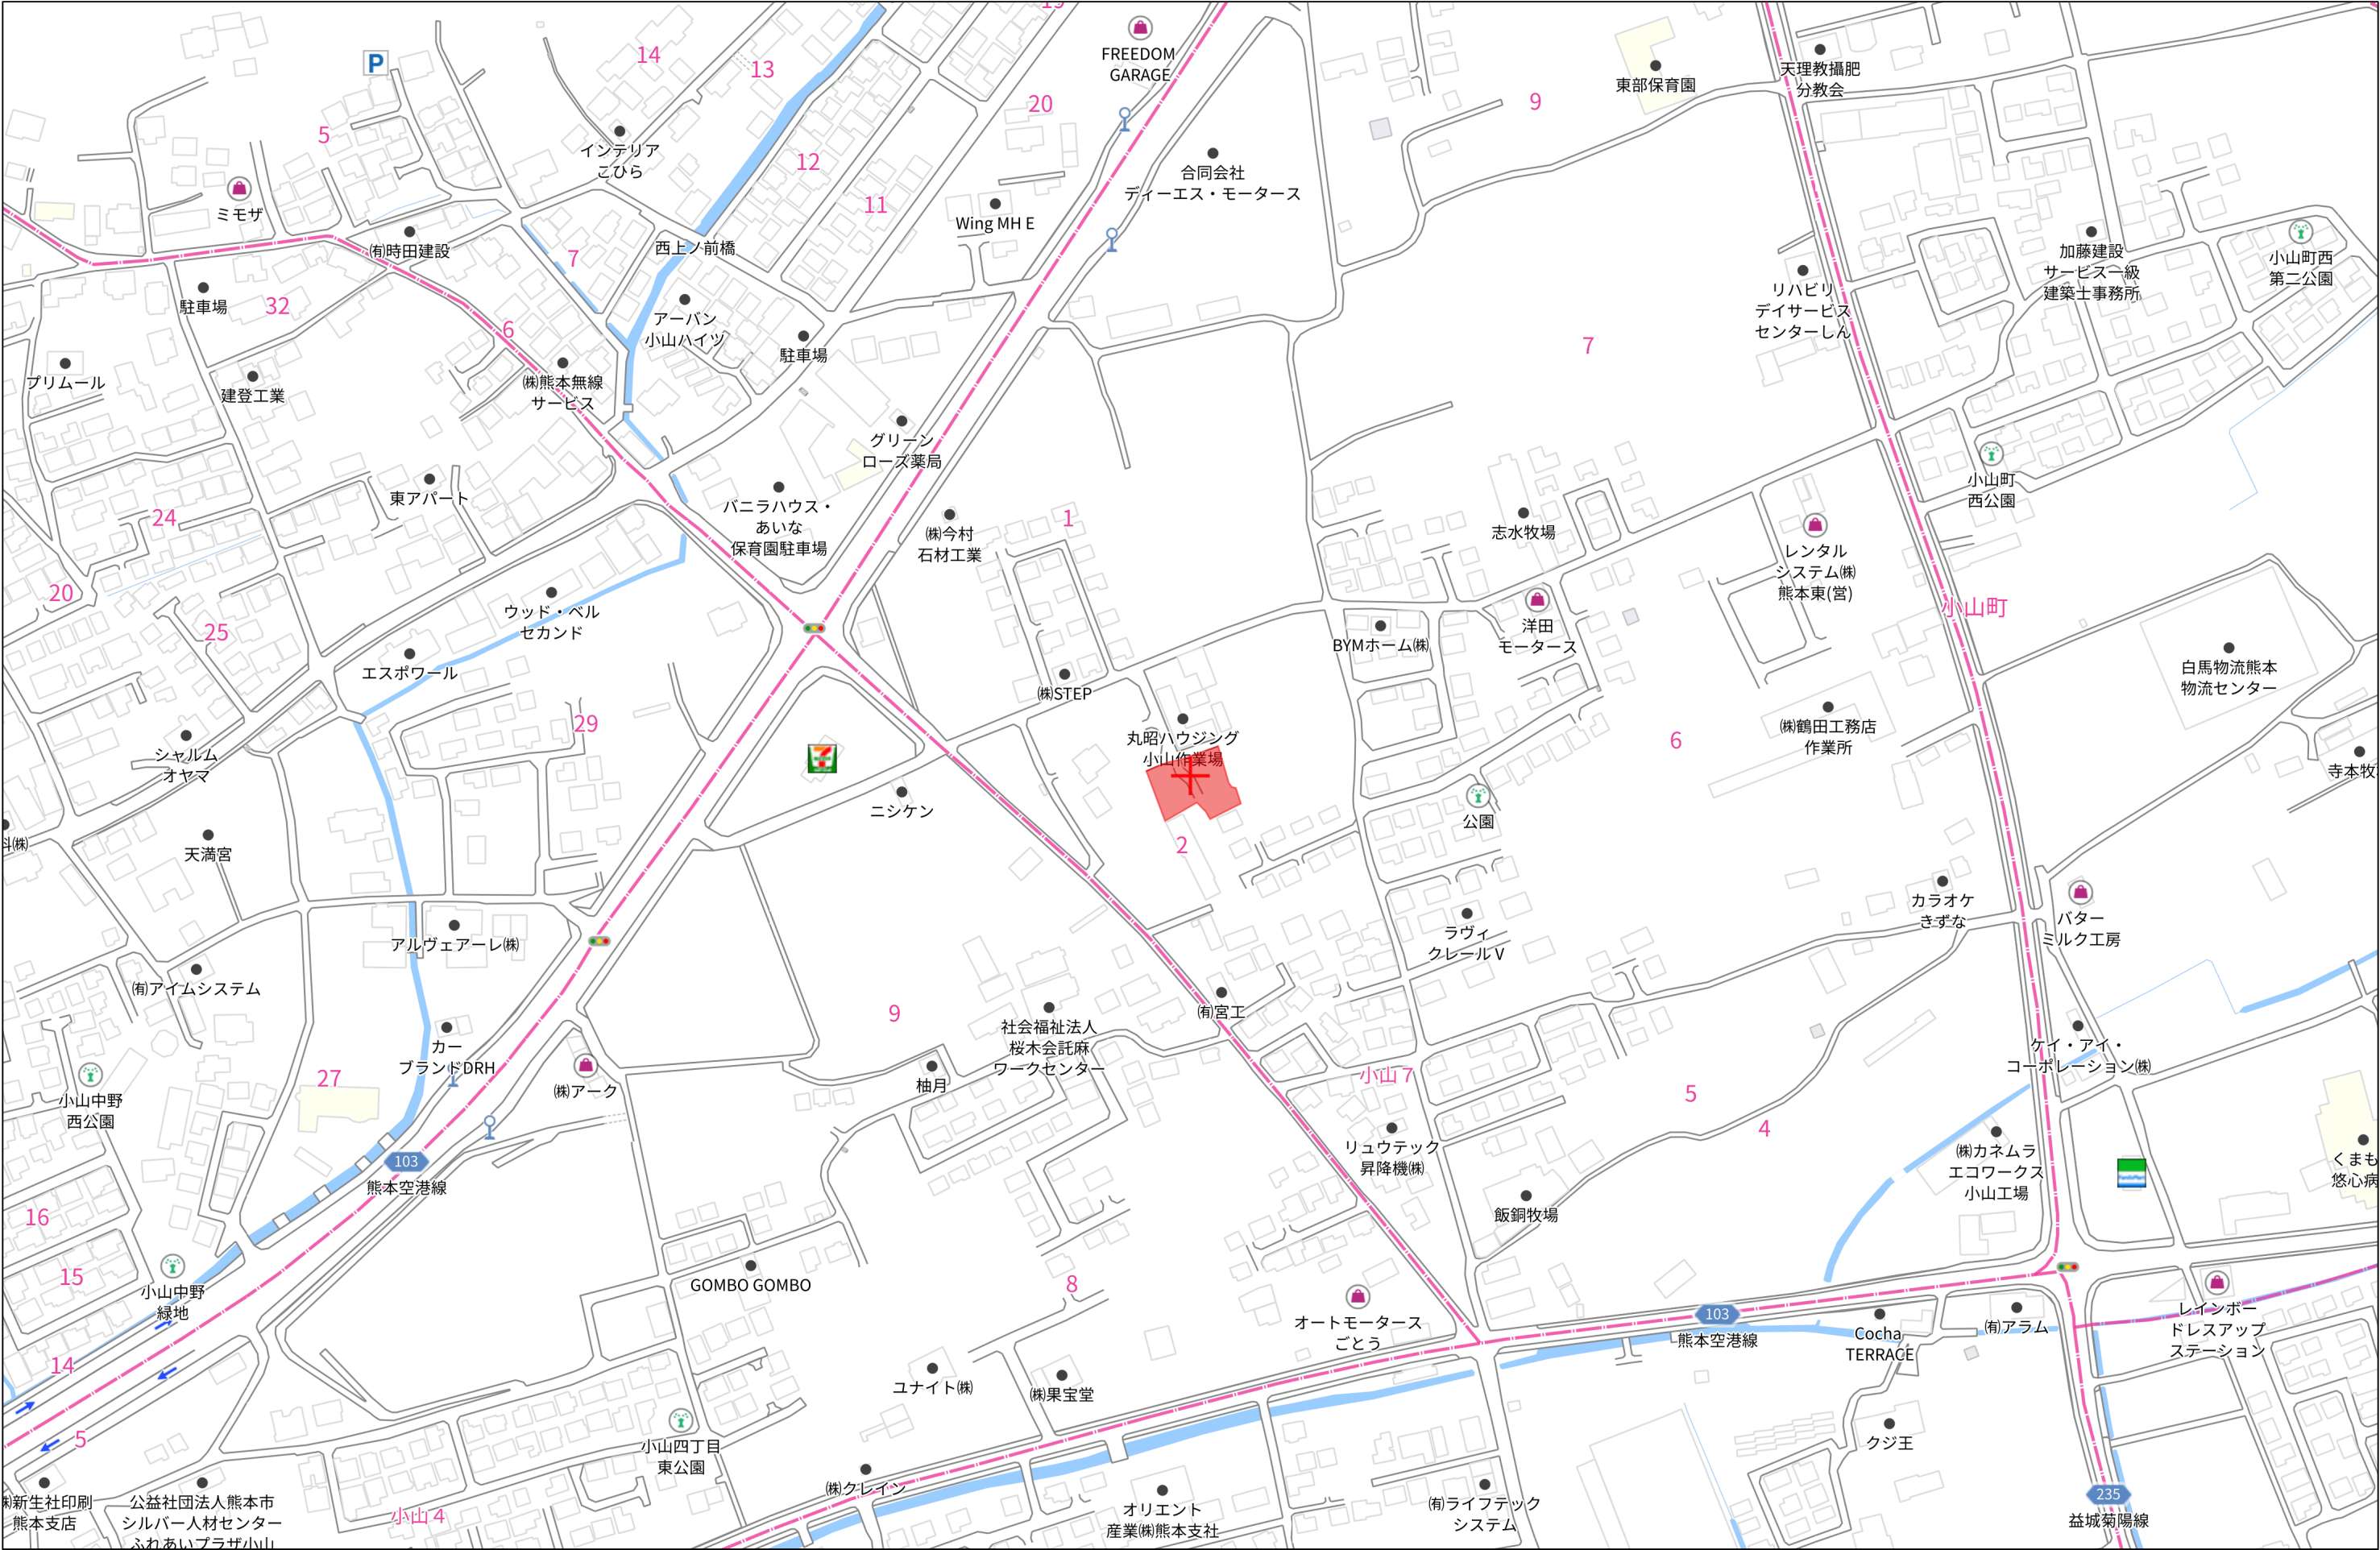 19
14
13
FREEDOM
GARAGE
20
9
東部保育園
天理教攝肥
分教会
P
5
インテリア
こひら
12
11
合同会社
ディーエス・モータース
ミモザ
㈲時田建設
7
西上ノ前橋
Wing MH E
加藤建設
サービス一級
建築士事務所
小山町西
第二公園
駐車場
32
6
アーバン
小山ハイツ
駐車場
7
リハビリ
デイサービス
センターしん
プリムール
建登工業
㈱熊本無線
サービス
グリーン
ローズ薬局
東アパート
バニラハウス・
あいな
保育園駐車場
㈱今村
石材工業
1
志水牧場
小山町
西公園
レンタル
システム㈱
熊本東(営)
24
20
25
ウッド・ベル
セカンド
エスポワール
BYMホーム㈱
洋田
モータース
小山町
白馬物流熊本
物流センター
㈱STEP
29
シャルム
オヤマ
丸昭ハウジング
小山作業場
6
㈱鶴田工務店
作業所
寺本牧
ニシケン
2
公園
科㈱
天満宮
アルヴェアーレ㈱
ラヴィ
クレールⅤ
カラオケ
きずな
バター
ミルク工房
㈲アイムシステム
9
社会福祉法人
桜木会託麻
ワークセンター
㈲宮工
カー
ブランドDRH
㈱アーク
柚月
小山７
5
4
ケイ・アイ・
コーポレーション㈱
小山中野
西公園
27
103
熊本空港線
リュウテック
昇降機㈱
飯銅牧場
㈱カネムラ
エコワークス
小山工場
FamilyMart
くまも
悠心病
16
15
小山中野
緑地
GOMBO GOMBO
8
オートモータース
ごとう
103
熊本空港線
Cocha
TERRACE
㈲アラム
レインボー
ドレスアップ
ステーション
14
5
ユナイト㈱
㈱果宝堂
小山四丁目
東公園
クジ王
㈱新生社印刷
熊本支店
公益社団法人熊本市
シルバー人材センター
ふれあいプラザ小山
小山４
㈱クレイン
オリエント
産業㈱熊本支社
㈲ライフテック
システム
235
益城菊陽線